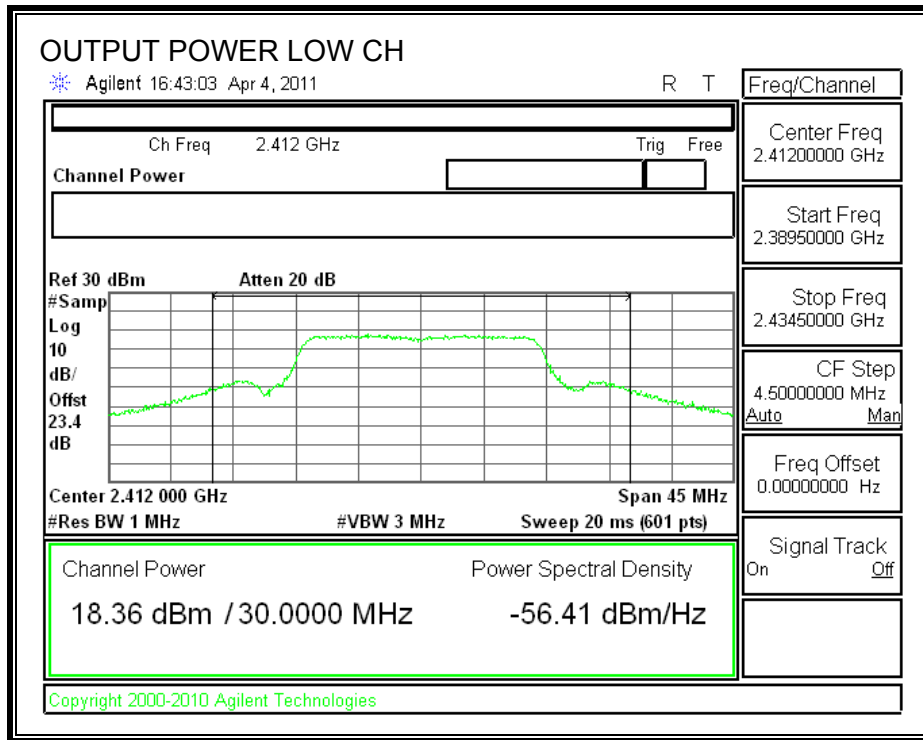 OUTPUT POWER LOW CH
Agilent 16:43:03 Apr 4, 2011 R T
Freq/Channel
Ch Freq 2.412 GHz Trig Free
Channel Power
Center Freq
2.41200000 GHz
Start Freq
2.38950000 GHz
Stop Freq
2.43450000 GHz
CF Step
4.50000000 MHz
Auto Man
Freq Offset
0.00000000 Hz
Signal Track
On Off
Ref 30 dBm Atten 20 dB
#Samp
Log
10
dB/
Offst
23.4
dB
Center 2.412 000 GHz Span 45 MHz
#Res BW 1 MHz #VBW 3 MHz Sweep 20 ms (601 pts)
Channel Power Power Spectral Density
18.36 dBm / 30.0000 MHz -56.41 dBm/Hz
Copyright 2000-2010 Agilent Technologies